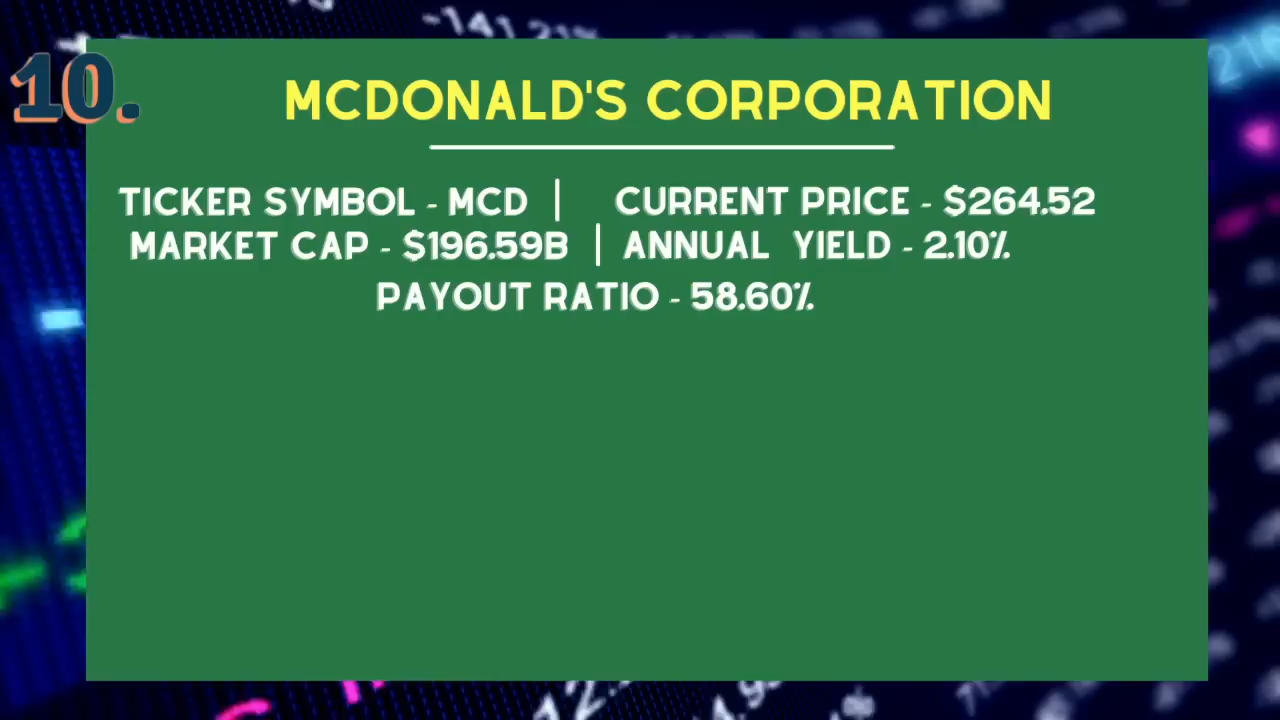 10.
MCDONALD'S CORPORATION
TICKER SYMBOL - MCD | CURRENT PRICE - $264.52
MARKET CAP - $196.59B | ANNUAL YIELD - 2.10%
PAYOUT RATIO - 58.60%